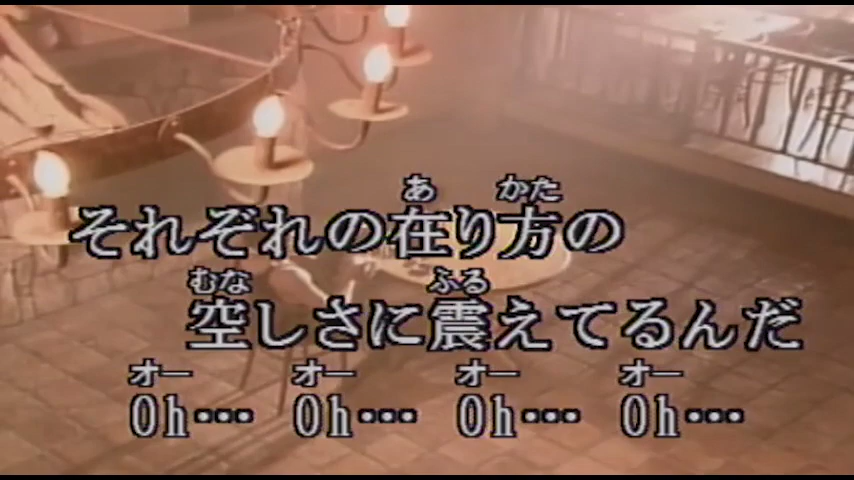 あ かた
それぞれの在り方の
むな ふる
空しさに震えてるんだ
オー オー オー オー
Oh… Oh… Oh… Oh…